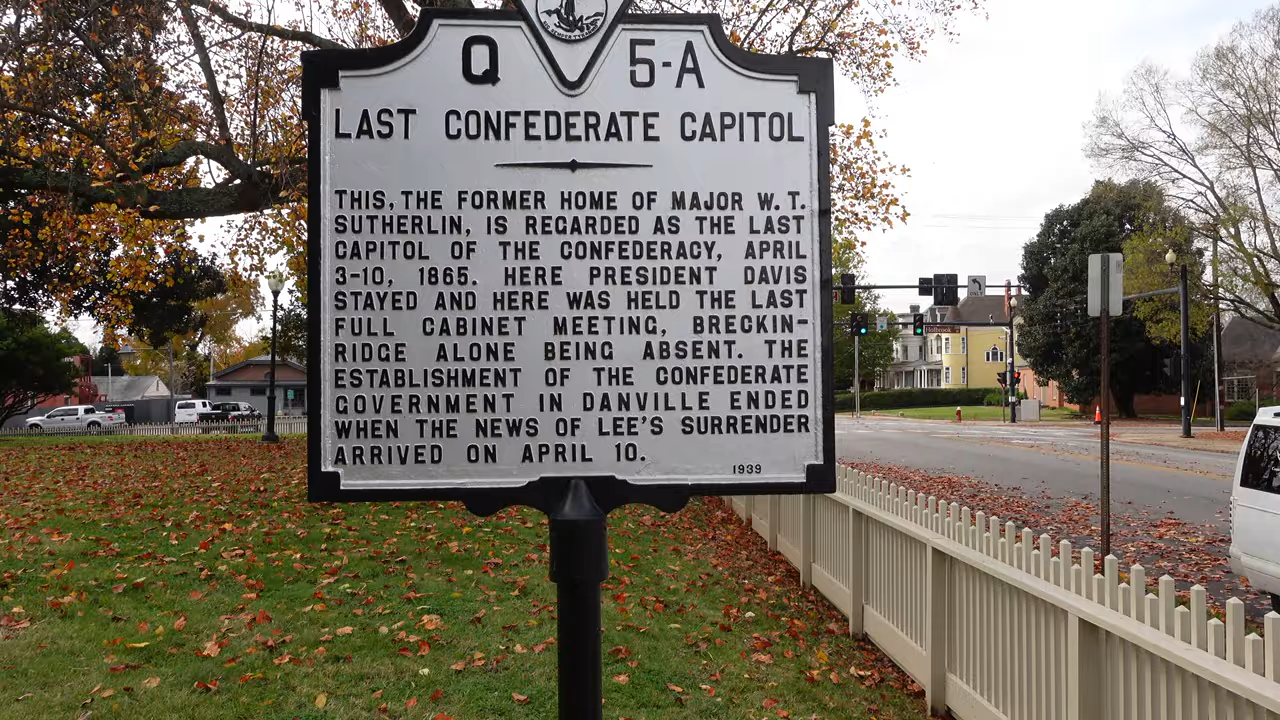 Q 5-A
LAST CONFEDERATE CAPITOL
THIS, THE FORMER HOME OF MAJOR W. T.
SUTHERLIN, IS REGARDED AS THE LAST
CAPITOL OF THE CONFEDERACY, APRIL
3-10, 1865. HERE PRESIDENT DAVIS
STAYED AND HERE WAS HELD THE LAST
FULL CABINET MEETING, BRECKIN-
RIDGE ALONE BEING ABSENT. THE
ESTABLISHMENT OF THE CONFEDERATE
GOVERNMENT IN DANVILLE ENDED
WHEN THE NEWS OF LEE'S SURRENDER
ARRIVED ON APRIL 10.
1939
ONLY
Holbrook